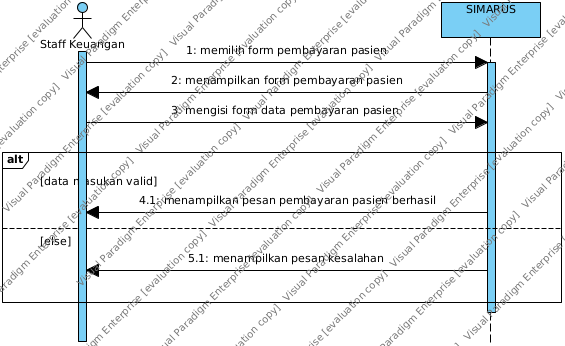 SIMARUS
Staff Keuangan
1: memilih form pembayaran pasien
2: menampilkan form pembayaran pasien
3: mengisi form data pembayaran pasien
alt
[data masukan valid]
4.1: menampilkan pesan pembayaran pasien berhasil
[else]
5.1: menampilkan pesan kesalahan
Visual Paradigm Enterprise [evaluation copy]